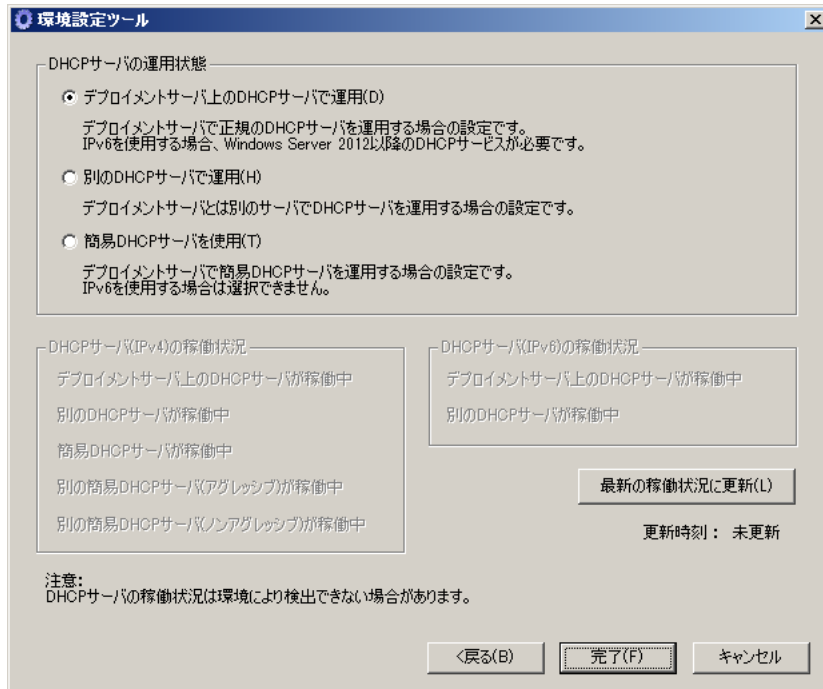 環境設定ツール
DHCPサーバの運用状態
デプロイメントサーバ上のDHCPサーバで運用(D)
デプロイメントサーバで正規のDHCPサーバを運用する場合の設定です。
IPv6を使用する場合、Windows Server 2012以降のDHCPサービスが必要です。
別のDHCPサーバで運用(H)
デプロイメントサーバとは別のサーバでDHCPサーバを運用する場合の設定です。
簡易DHCPサーバを使用(T)
デプロイメントサーバで簡易DHCPサーバを運用する場合の設定です。
IPv6を使用する場合は選択できません。
DHCPサーバ(IPv4)の稼働状況
デプロイメントサーバ上のDHCPサーバが稼働中
別のDHCPサーバが稼働中
簡易DHCPサーバが稼働中
別の簡易DHCPサーバ(アグレッシブ)が稼働中
別の簡易DHCPサーバ(ノンアグレッシブ)が稼働中
DHCPサーバ(IPv6)の稼働状況
デプロイメントサーバ上のDHCPサーバが稼働中
別のDHCPサーバが稼働中
最新の稼働状況に更新(L)
更新時刻： 未更新
注意:
DHCPサーバの稼働状況は環境により検出できない場合があります。
<戻る(B)
完了(F)
キャンセル